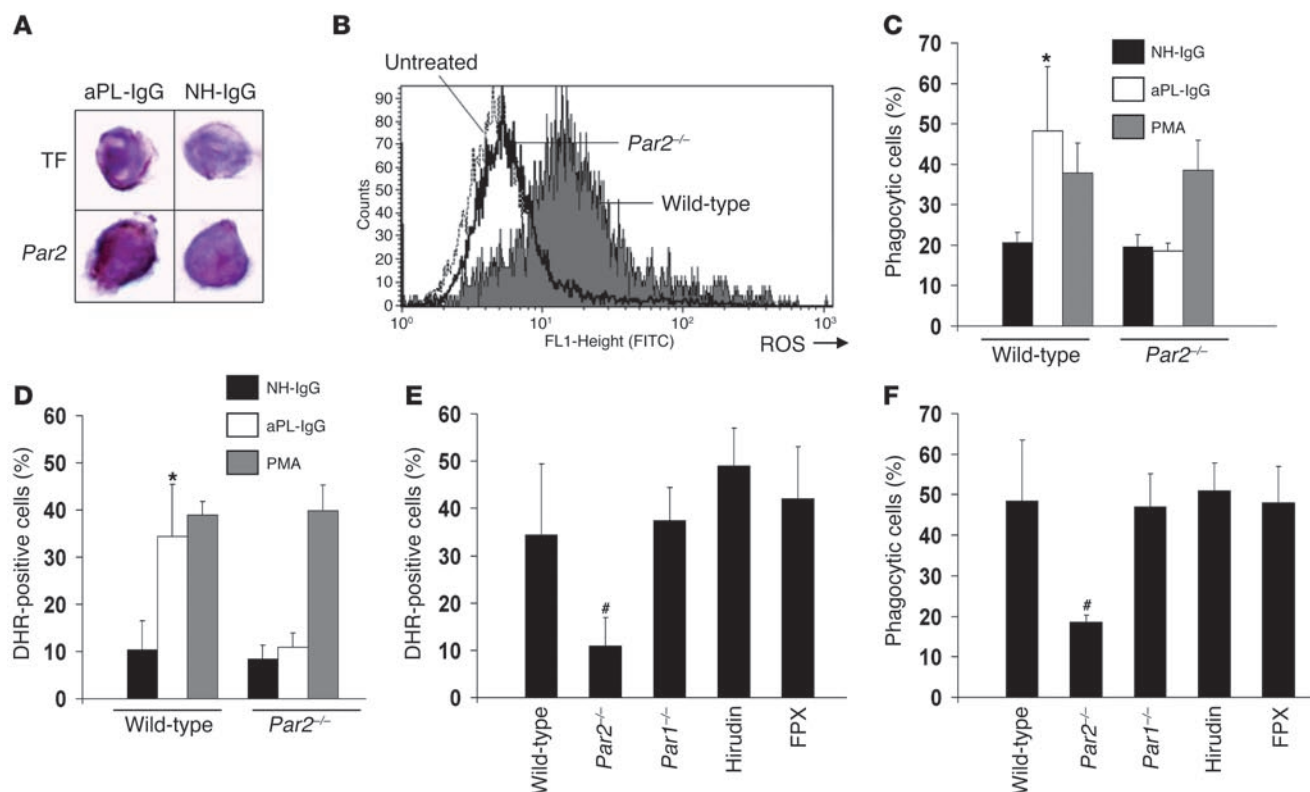 A
aPL-IgG NH-IgG
TF
Par2
B
Untreated
Par2–/–
Wild-type
Counts
90
80
70
60
50
40
30
20
10
0
10⁰ 10¹ 10² 10³
FL1-Height (FITC) ROS
C
Phagocytic cells (%)
70
60
50
40
30
20
10
0
*
NH-IgG
aPL-IgG
PMA
Wild-type Par2–/–
D
DHR-positive cells (%)
60
50
40
30
20
10
0
NH-IgG
aPL-IgG
PMA
*
Wild-type Par2–/–
E
DHR-positive cells (%)
60
50
40
30
20
10
0
#
Wild-type
Par2–/–
Par1–/–
Hirudin
FPX
F
Phagocytic cells (%)
70
60
50
40
30
20
10
0
#
Wild-type
Par2–/–
Par1–/–
Hirudin
FPX